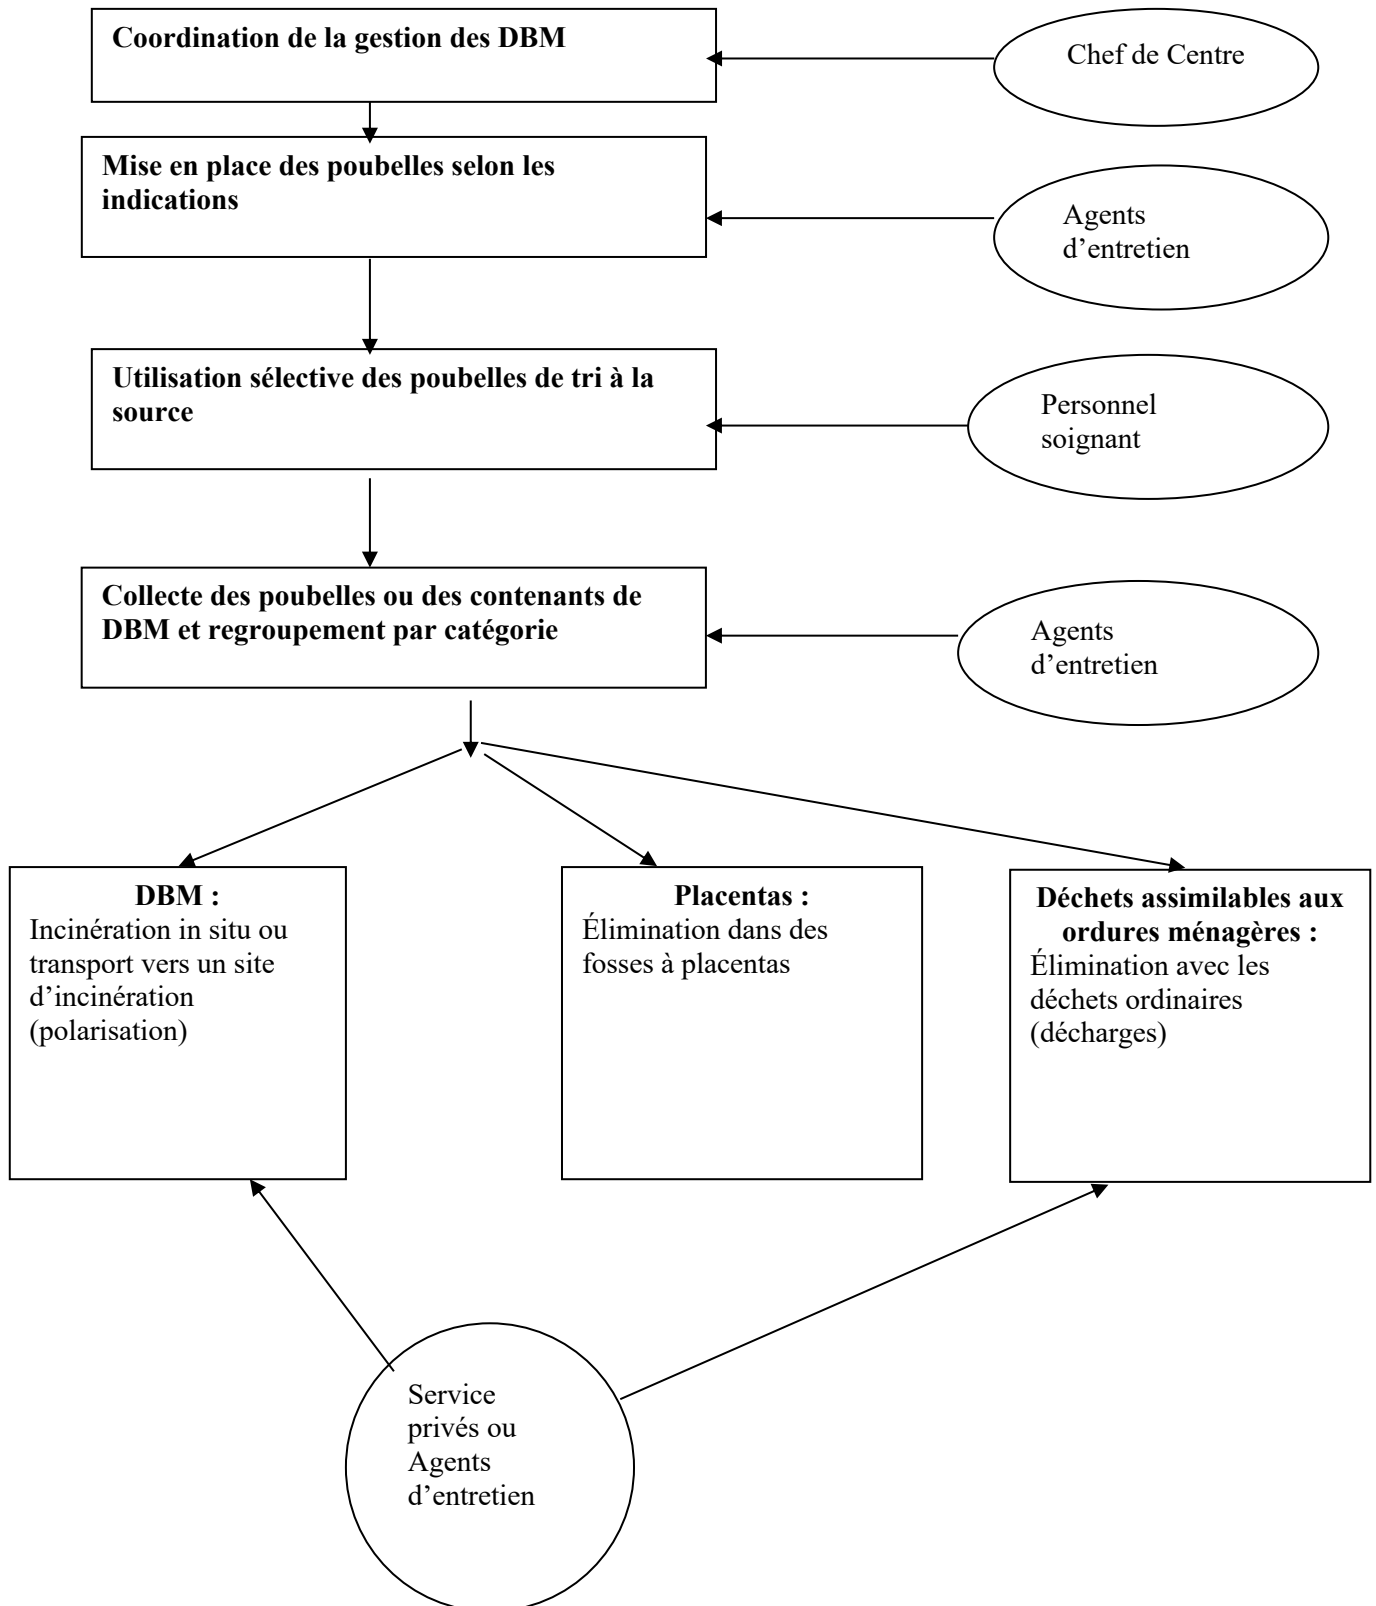 Coordination de la gestion des DBM
Chef de Centre
Mise en place des poubelles selon les
indications
Agents
d’entretien
Utilisation sélective des poubelles de tri à la
source
Personnel
soignant
Collecte des poubelles ou des contenants de
DBM et regroupement par catégorie
Agents
d’entretien
DBM :
Incinération in situ ou
transport vers un site
d’incinération
(polarisation)
Placentas :
Élimination dans des
fosses à placentas
Déchets assimilables aux
ordures ménagères :
Élimination avec les
déchets ordinaires
(décharges)
Service
privés ou
Agents
d’entretien